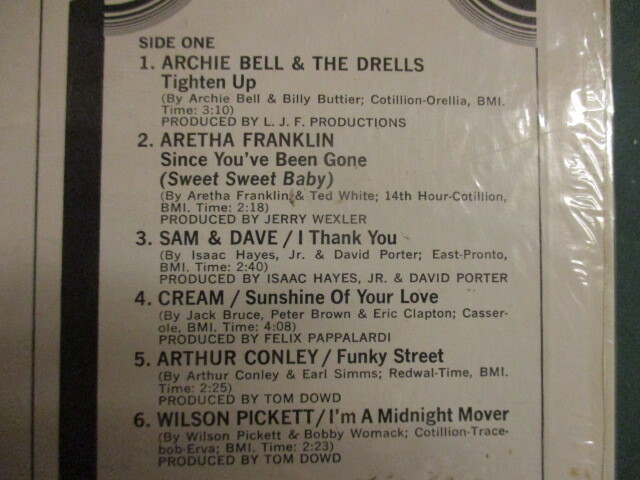 SIDE ONE
1. ARCHIE BELL & THE DRELLS
Tighten Up
(By Archie Bell & Billy Buttier; Cotillion-Orellia, BMI.
Time: 3:10)
PRODUCED BY L. J. F. PRODUCTIONS
2. ARETHA FRANKLIN
Since You've Been Gone
(Sweet Sweet Baby)
(By Aretha Franklin & Ted White; 14th Hour-Cotillion,
BMI. Time: 2:18)
PRODUCED BY JERRY WEXLER
3. SAM & DAVE / I Thank You
(By Isaac Hayes, Jr. & David Porter; East-Pronto,
BMI. Time: 2:40)
PRODUCED BY ISAAC HAYES, JR. & DAVID PORTER
4. CREAM / Sunshine Of Your Love
(By Jack Bruce, Peter Brown & Eric Clapton; Casser-
ole, BMI. Time: 4:08)
PRODUCED BY FELIX PAPPALARDI
5. ARTHUR CONLEY / Funky Street
(By Arthur Conley & Earl Simms; Redwal-Time, BMI.
Time: 2:25)
PRODUCED BY TOM DOWD
6. WILSON PICKETT / I'm A Midnight Mover
(By Wilson Pickett & Bobby Womack; Cotillion-Trace-
bob-Erva; BMI. Time: 2:23)
PRODUCED BY TOM DOWD